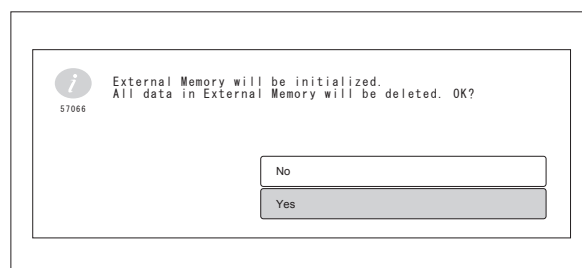 i
External Memory will be initialized.
All data in External Memory will be deleted. OK?
57066
No
Yes